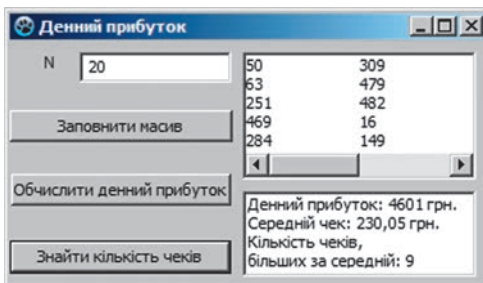 Денний прибуток
N 20
50 309
63 479
251 482
469 16
284 149
Заповнити масив
Обчислити денний прибуток
Знайти кількість чеків
Денний прибуток: 4601 грн.
Середній чек: 230,05 грн.
Кількість чеків,
більших за середній: 9